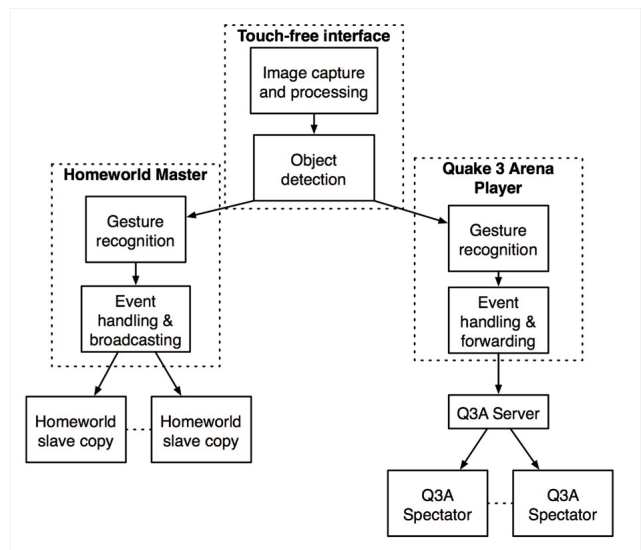 Touch-free interface
Image capture
and processing
Object
detection
Homeworld Master
Gesture
recognition
Event
handling &
broadcasting
Homeworld
slave copy
Homeworld
slave copy
Quake 3 Arena
Player
Gesture
recognition
Event
handling &
forwarding
Q3A Server
Q3A
Spectator
Q3A
Spectator